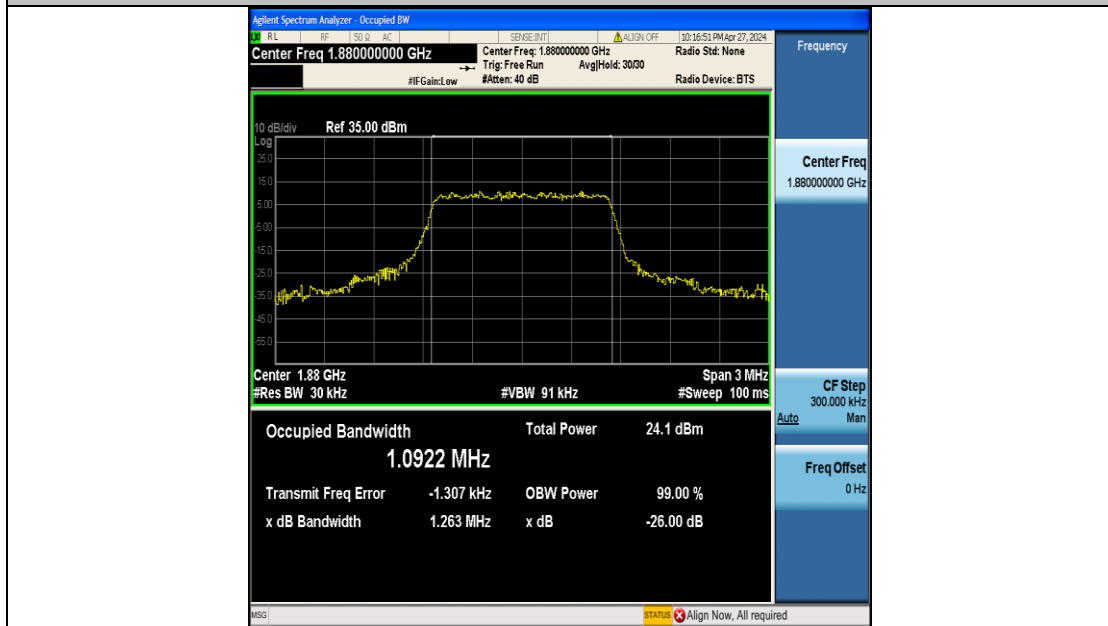 Agilent Spectrum Analyzer - Occupied BW
LXI RL RF 50 Ω AC SENSE:INT ALIGN OFF 10:16:51 PM Apr 27, 2024
Center Freq 1.880000000 GHz
Center Freq: 1.880000000 GHz
Radio Std: None
Trig: Free Run Avg|Hold: 30/30
#IFGain:Low
#Atten: 40 dB
Radio Device: BTS
10 dB/div Ref 35.00 dBm
Log
25.0
15.0
5.00
-5.00
-15.0
-25.0
-35.0
-45.0
-55.0
Center 1.88 GHz Span 3 MHz
#Res BW 30 kHz #VBW 91 kHz #Sweep 100 ms
Occupied Bandwidth Total Power 24.1 dBm
1.0922 MHz
Transmit Freq Error -1.307 kHz OBW Power 99.00 %
x dB Bandwidth 1.263 MHz x dB -26.00 dB
MSG STATUS Align Now, All required
Frequency
Center Freq
1.880000000 GHz
CF Step
300.000 kHz
Auto Man
Freq Offset
0 Hz